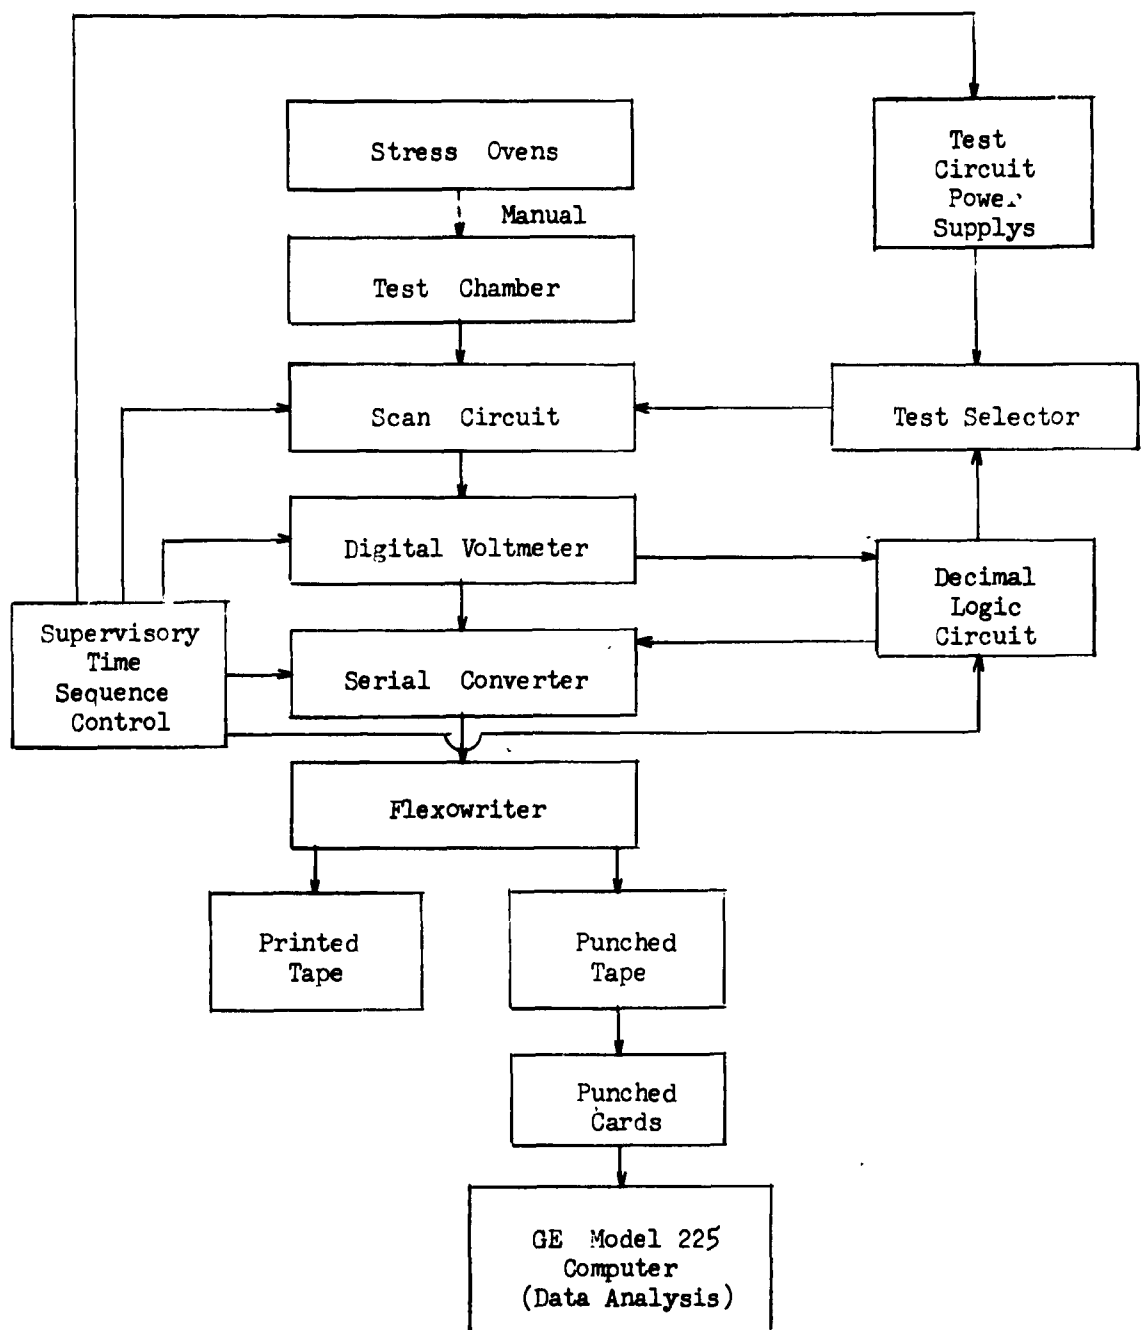 Stress Ovens
Manual
Test Chamber
Scan Circuit
Digital Voltmeter
Serial Converter
Flexowriter
Test
Circuit
Power
Supplys
Test Selector
Decimal
Logic
Circuit
Supervisory
Time
Sequence
Control
Printed
Tape
Punched
Tape
Punched
Cards
GE Model 225
Computer
(Data Analysis)